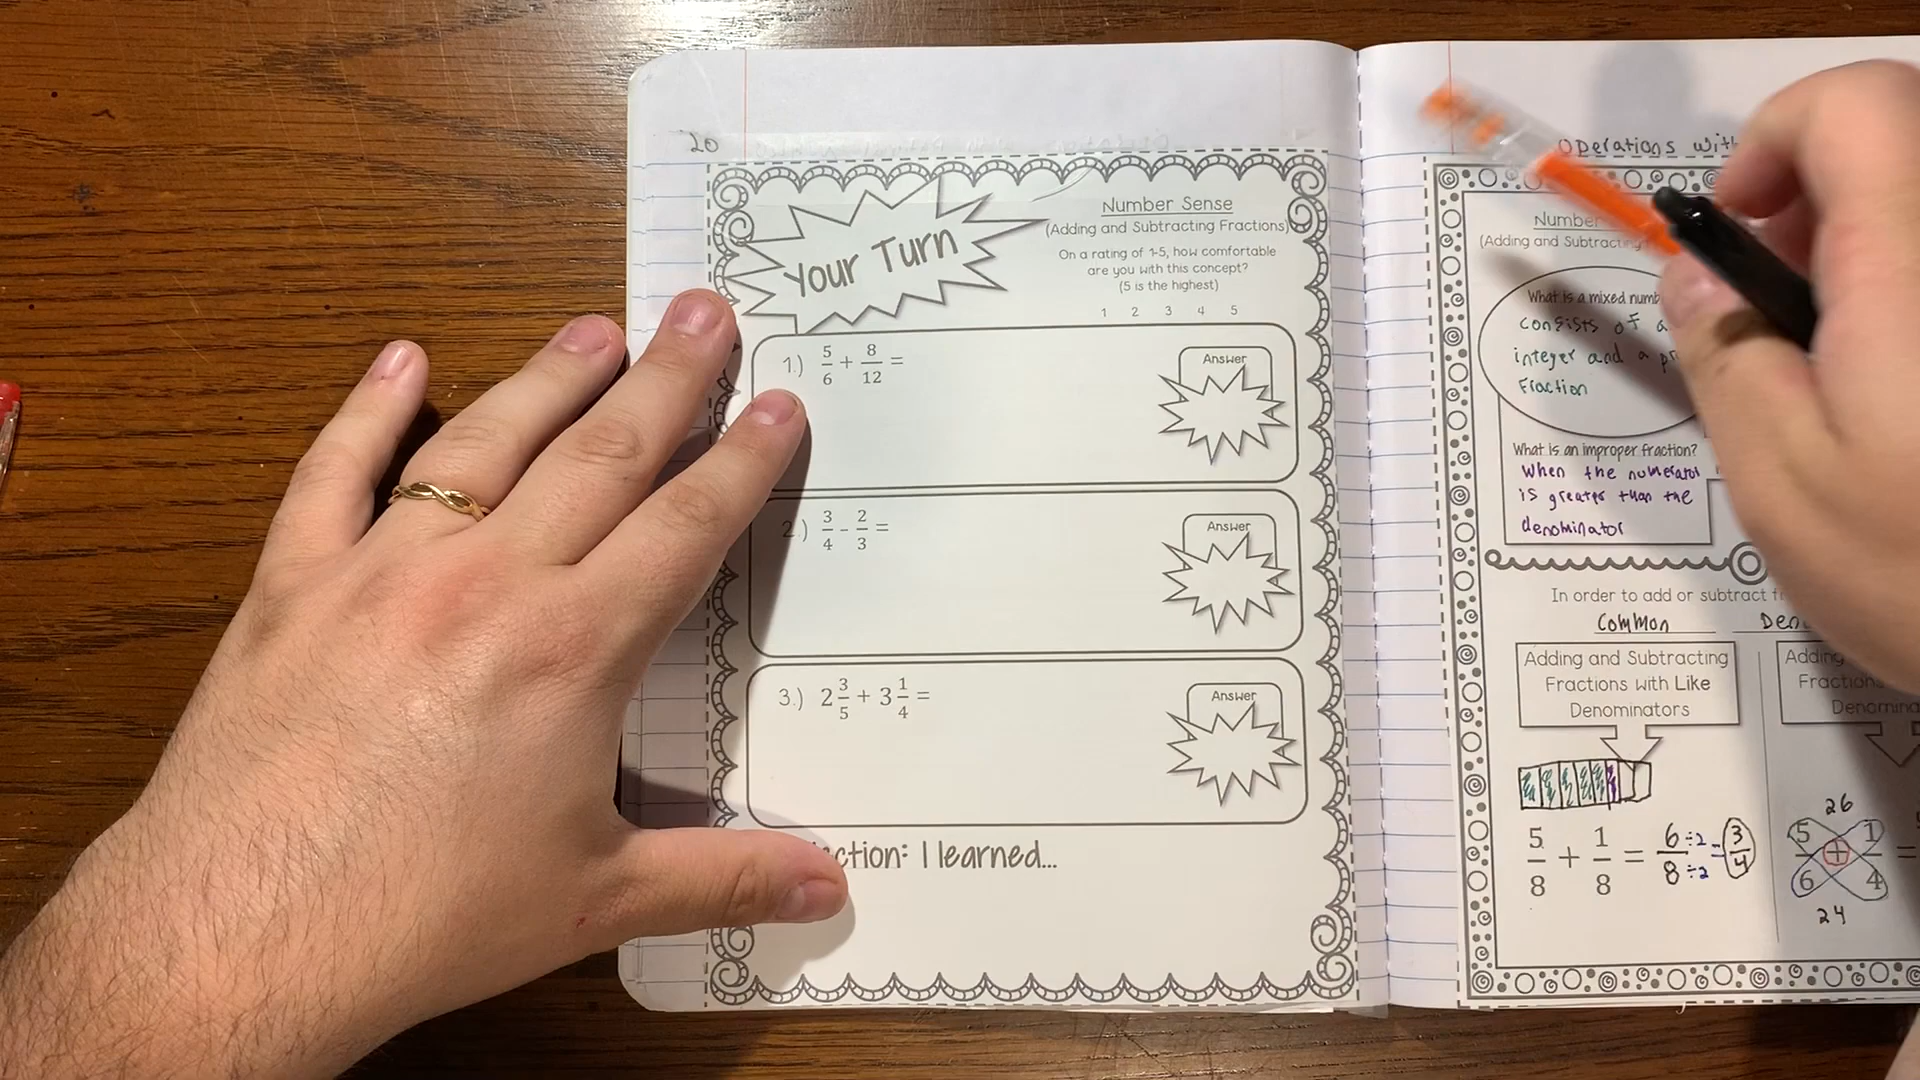 20
Your Turn
Number Sense
(Adding and Subtracting Fractions)
On a rating of 1-5, how comfortable
are you with this concept?
(5 is the highest)
1 2 3 4 5
1.) 5/6 + 8/12 =
Answer
2.) 3/4 - 2/3 =
Answer
3.) 2 3/5 + 3 1/4 =
Answer
I learned...
Operations with
Number
(Adding and Subtracting
What is a mixed
consists of a
integer and a
Fraction
What is an improper fraction?
When the numerator
is greater than the
denominator
In order to add or subtract
Common
Adding and Subtracting
Fractions with Like
Denominators
5/8 + 1/8 = 6/8 ÷2/÷2 = 3/4
Adding
Fractions
26
5/6 + 1/4 =
24